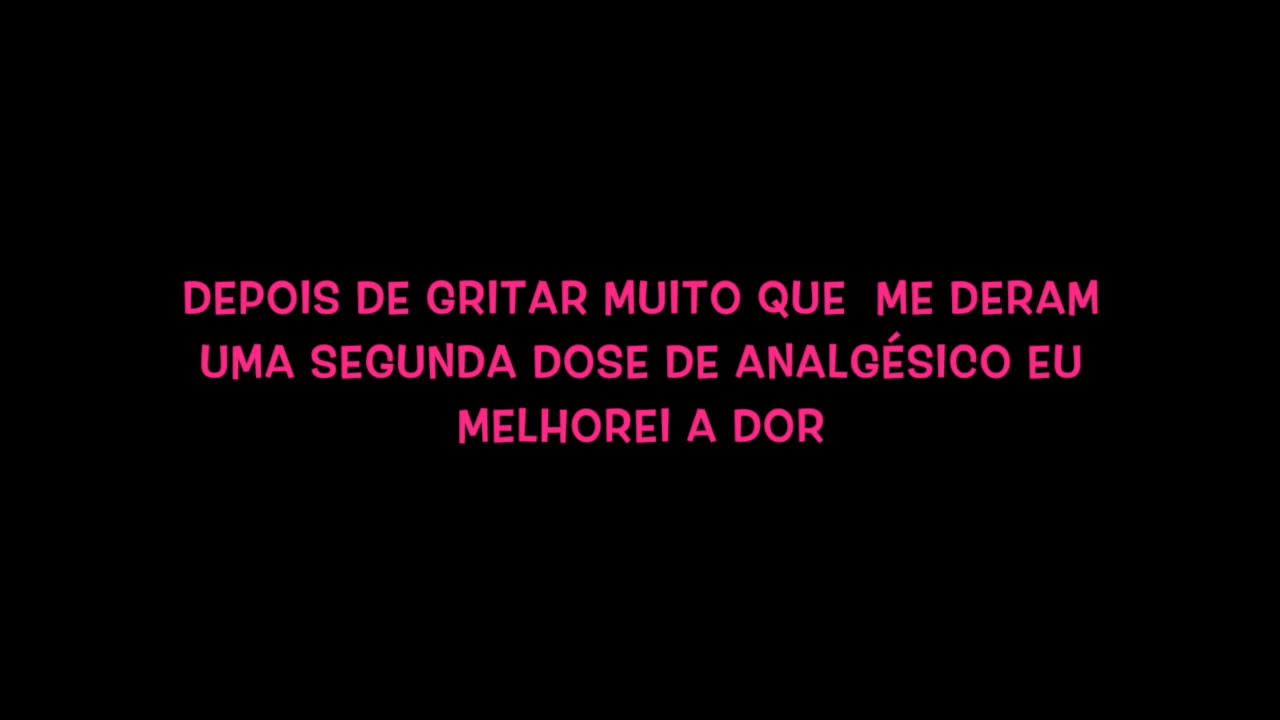 DEPOIS DE GRITAR MUITO QUE  ME DERAM
UMA SEGUNDA DOSE DE ANALGÉSICO EU
MELHOREI A DOR